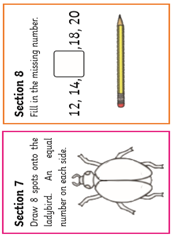 Section 7
Draw 8 spots onto the
ladybird. An equal
number on each side.
Section 8
Fill in the missing number.
12, 14, ,18, 20